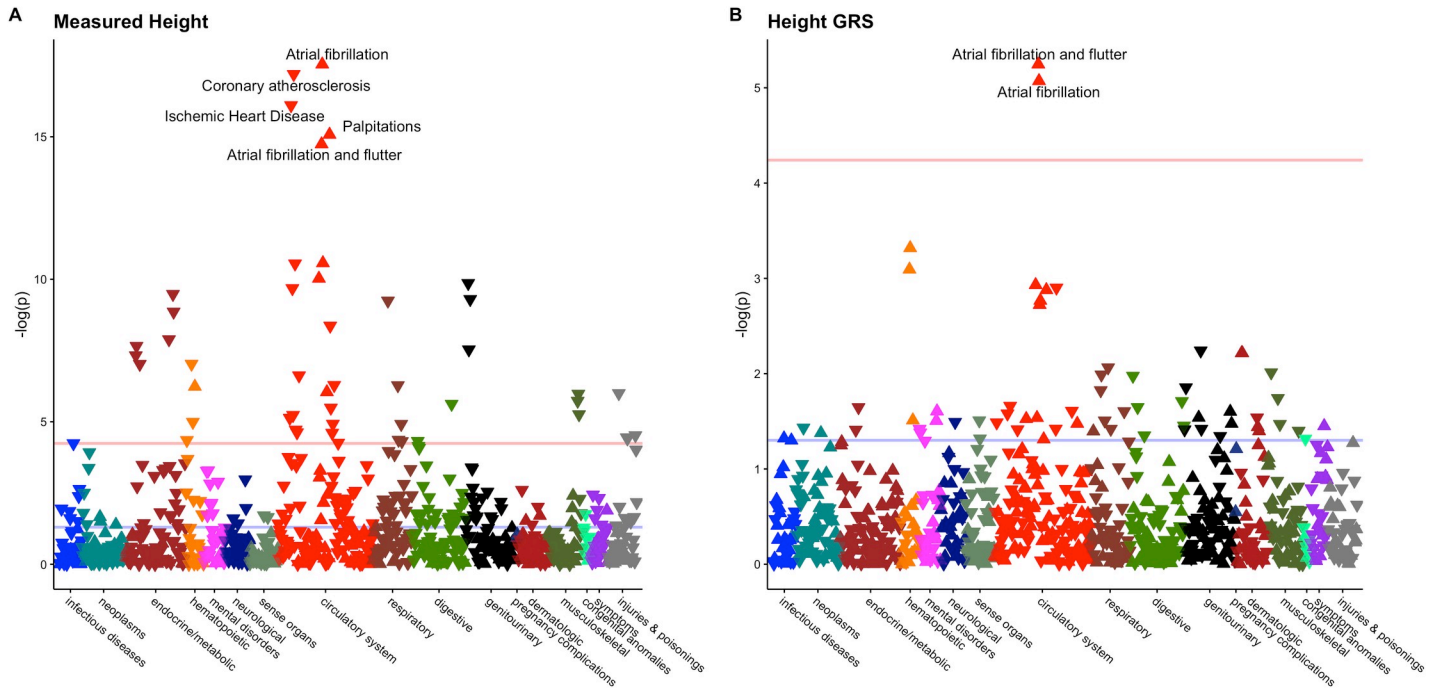 A
Measured Height
Atrial fibrillation
Coronary atherosclerosis
Ischemic Heart Disease
Palpitations
Atrial fibrillation and flutter
-log(p)
15
10
5
0
infectious diseases
neoplasms
endocrine/metabolic
hematopoietic
mental disorders
neurological
sense organs
circulatory system
respiratory
digestive
genitourinary
pregnancy complications
dermatologic
musculoskeletal
congenital anomalies
symptoms
injuries & poisonings
B
Height GRS
Atrial fibrillation and flutter
Atrial fibrillation
-log(p)
5
4
3
2
1
0
infectious diseases
neoplasms
endocrine/metabolic
hematopoietic
mental disorders
neurological
sense organs
circulatory system
respiratory
digestive
genitourinary
pregnancy complications
dermatologic
musculoskeletal
congenital anomalies
symptoms
injuries & poisonings